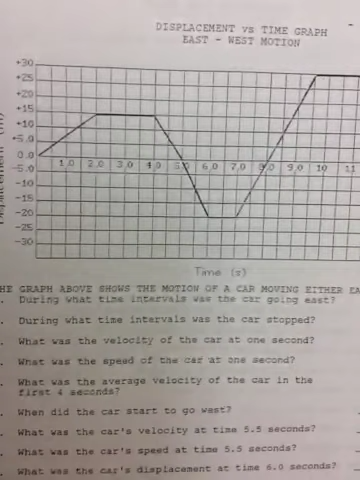 DISPLACEMENT vs TIME GRAPH
EAST - WEST MOTION
+30
+25
+20
+15
+10
+5.0
0.0
-5.0
-10
-15
-20
-25
-30
1.0 2.0 3.0 4.0 5.0 6.0 7.0 8.0 9.0 10 11
Time (s)
HE GRAPH ABOVE SHOWS THE MOTION OF A CAR MOVING EITHER EA
. During what time intervals was the car going east?
. During what time intervals was the car stopped?
. What was the velocity of the car at one second?
. What was the speed of the car at one second?
. What was the average velocity of the car in the
first 4 seconds?
. When did the car start to go west?
. What was the car's velocity at time 5.5 seconds?
. What was the car's speed at time 5.5 seconds?
. What was the car's displacement at time 6.0 seconds?